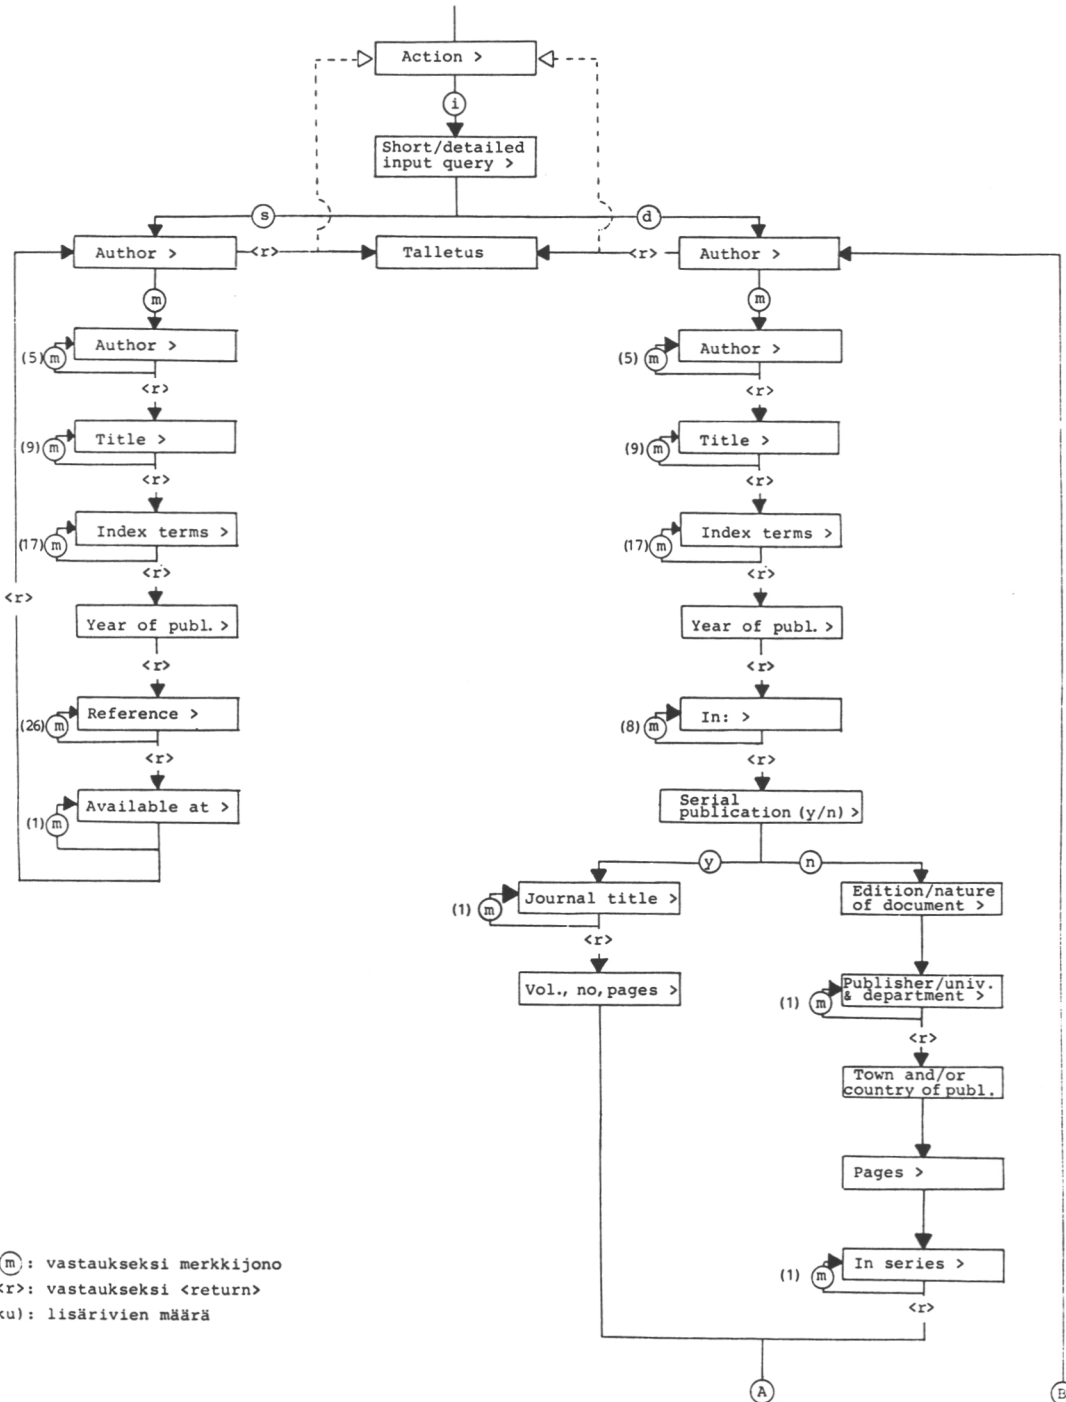 Action >
i
Short/detailed
input query >
s
d
Author >
<r>
Talletus
<r>
Author >
m
m
Author >
(5) m
<r>
Author >
(5) m
<r>
Title >
(9) m
<r>
Title >
(9) m
<r>
Index terms >
(17) m
<r>
Index terms >
(17) m
<r>
<r>
Year of publ. >
<r>
Year of publ. >
<r>
Reference >
(26) m
<r>
In: >
(8) m
<r>
Available at >
(1) m
Serial
publication (y/n) >
y
n
Journal title >
(1) m
<r>
Vol., no, pages >
Edition/nature
of document >
Publisher/univ.
& department >
(1) m
<r>
Town and/or
country of publ.
Pages >
In series >
(1) m
<r>
m : vastaukseksi merkkijono
<r>: vastaukseksi <return>
ku): lisärivien määrä
A
B